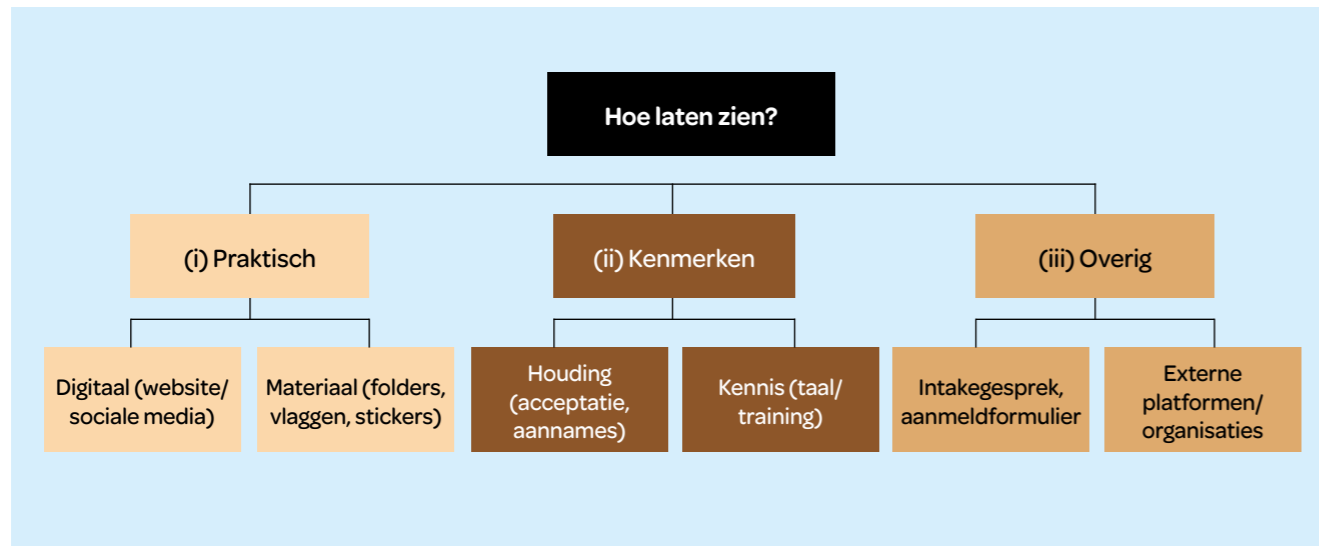 Hoe laten zien?
(i) Praktisch
(ii) Kenmerken
(iii) Overig
Digitaal (website/
sociale media)
Materiaal (folders,
vlaggen, stickers)
Houding
(acceptatie,
aannames)
Kennis (taal/
training)
Intakegesprek,
aanmeldformulier
Externe
platformen/
organisaties